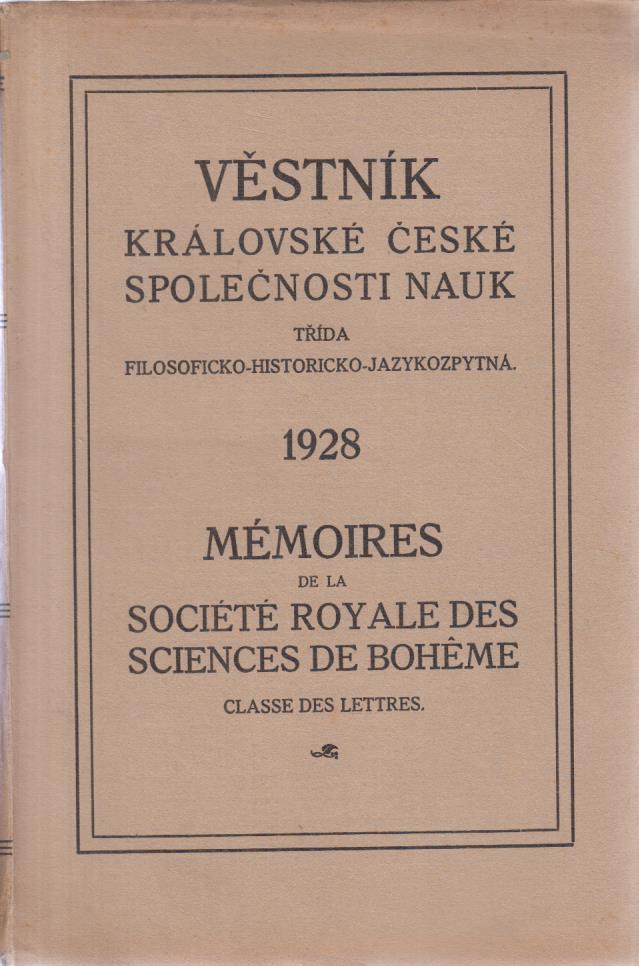 VĚSTNÍK
KRÁLOVSKÉ ČESKÉ
SPOLEČNOSTI NAUK
TŘÍDA
FILOSOFICKO-HISTORICKO-JAZYKOZPYTNÁ.
1928
MÉMOIRES
DE LA
SOCIÉTÉ ROYALE DES
SCIENCES DE BOHÊME
CLASSE DES LETTRES.